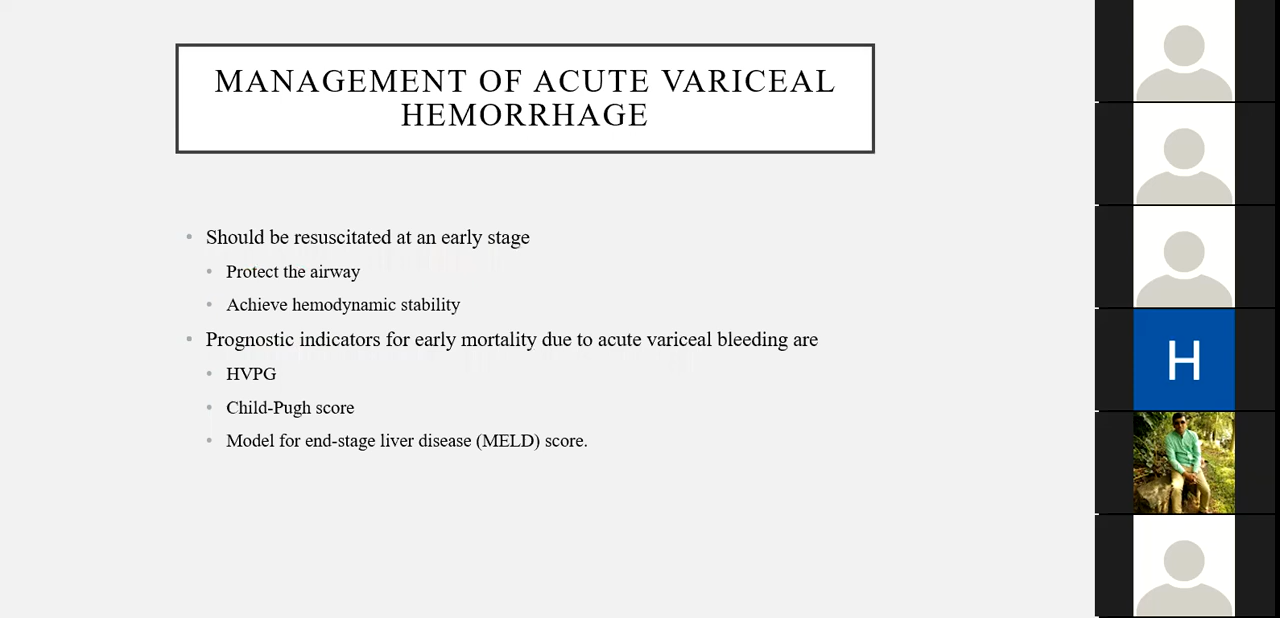 MANAGEMENT OF ACUTE VARICEAL
HEMORRHAGE
• Should be resuscitated at an early stage
• Protect the airway
• Achieve hemodynamic stability
• Prognostic indicators for early mortality due to acute variceal bleeding are
• HVPG
• Child-Pugh score
• Model for end-stage liver disease (MELD) score.
H